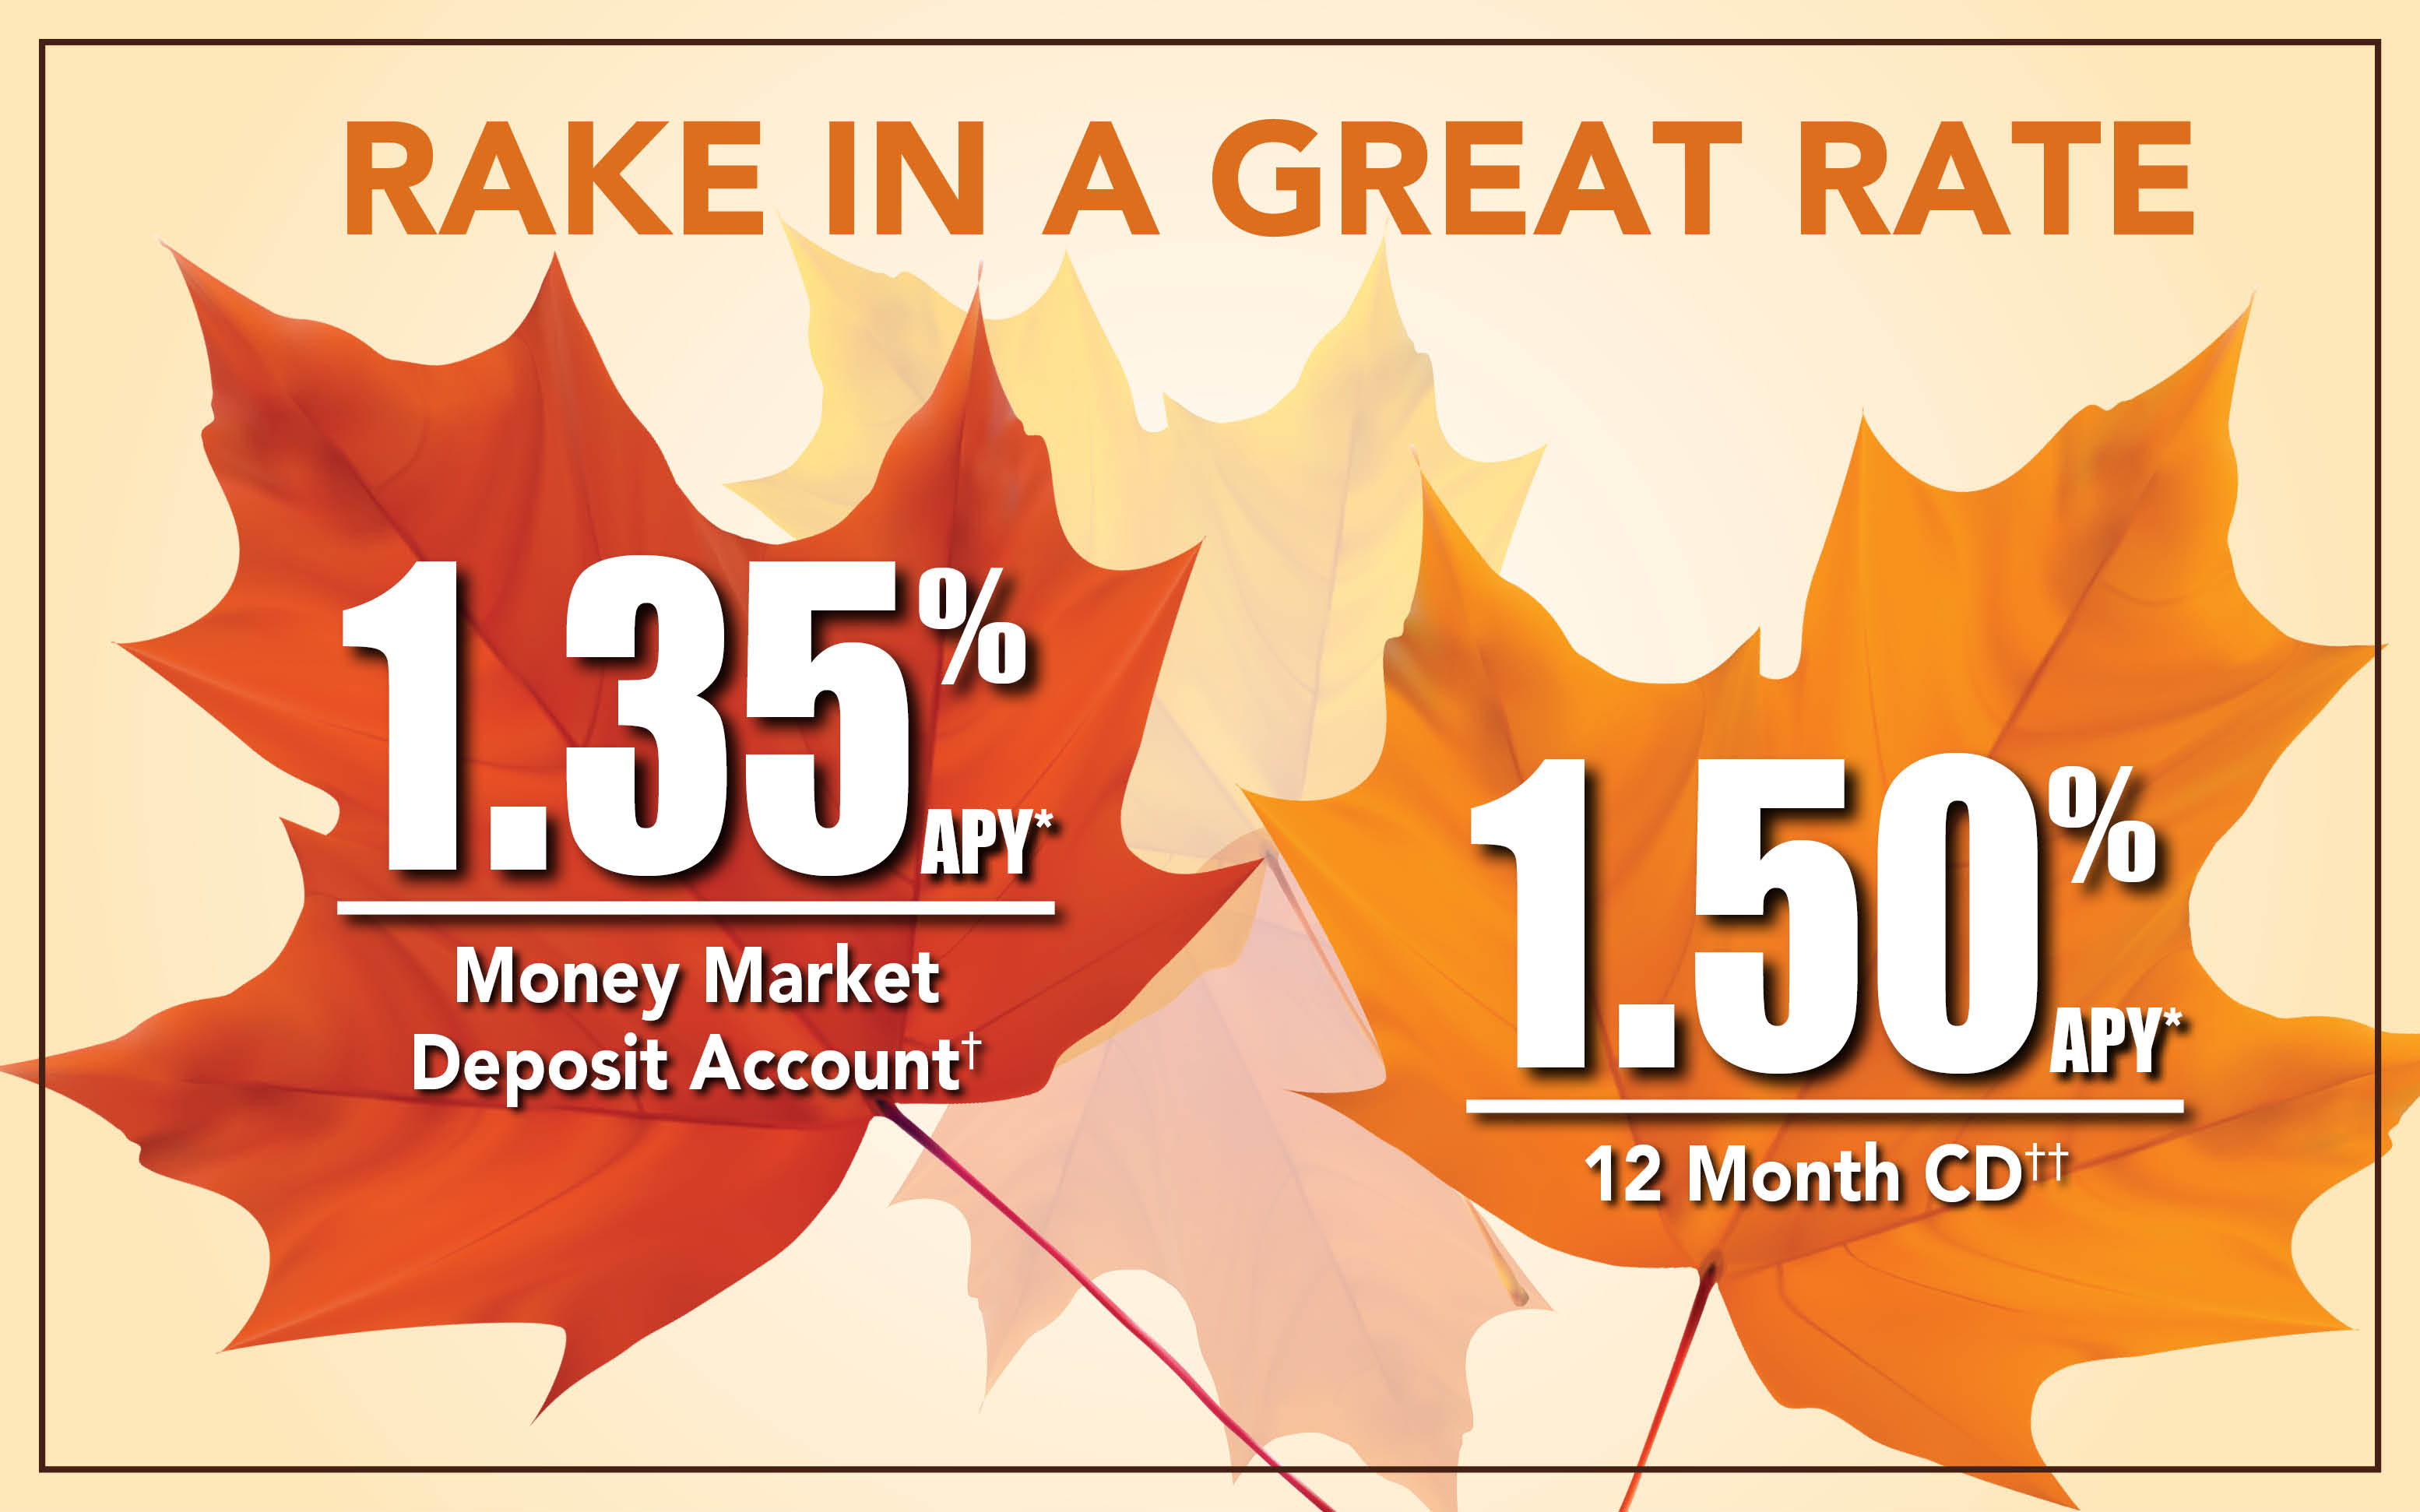 RAKE IN A GREAT RATE
1.35% APY*
Money Market
Deposit Account†
1.50% APY*
12 Month CD††